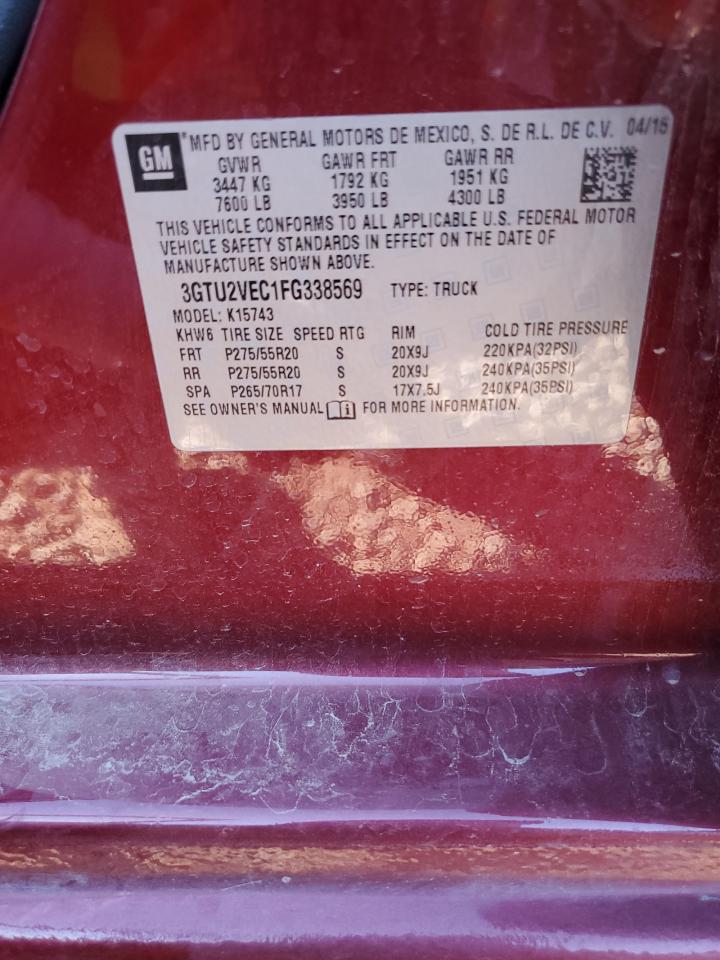 GM MFD BY GENERAL MOTORS DE MEXICO, S. DE R.L. DE C.V. 04/15
GVWR GAWR FRT GAWR RR
3447 KG 1792 KG 1951 KG
7600 LB 3950 LB 4300 LB
THIS VEHICLE CONFORMS TO ALL APPLICABLE U.S. FEDERAL MOTOR
VEHICLE SAFETY STANDARDS IN EFFECT ON THE DATE OF
MANUFACTURE SHOWN ABOVE.
3GTU2VEC1FG338569 TYPE: TRUCK
MODEL: K15743
KHW6 TIRE SIZE SPEED RTG RIM COLD TIRE PRESSURE
FRT P275/55R20 S 20X9J 220KPA(32PSI)
RR P275/55R20 S 20X9J 240KPA(35PSI)
SPA P265/70R17 S 17X7.5J 240KPA(35PSI)
SEE OWNER'S MANUAL FOR MORE INFORMATION.